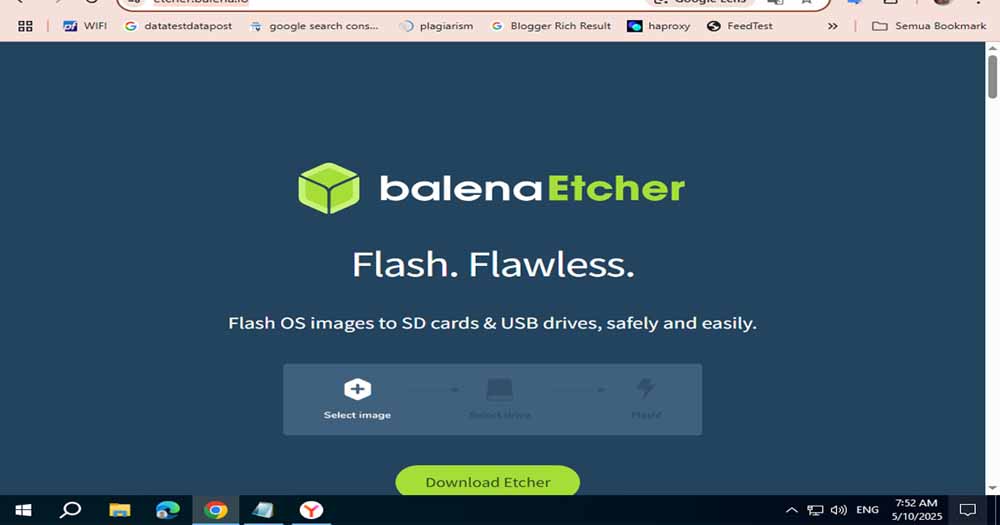 etcher.balena.io
Google Lens
WIFI
datatestdatapost
google search cons...
plagiarism
Blogger Rich Result
haproxy
FeedTest
»
Semua Bookmark
balenaEtcher
Flash. Flawless.
Flash OS images to SD cards & USB drives, safely and easily.
Select image
Select drive
Flash!
Download Etcher
ENG
7:52 AM
5/10/2025